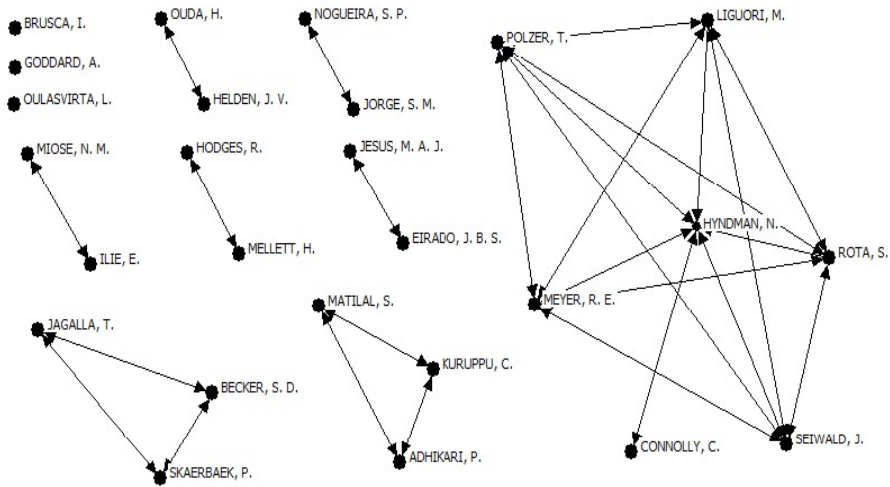 BRUSCA, I.
GODDARD, A.
OULASVIRTA, L.
OUDA, H.
HELDEN, J. V.
NOGUEIRA, S. P.
JORGE, S. M.
MIOSE, N. M.
ILIE, E.
HODGES, R.
MELLETT, H.
JESUS, M. A. J.
EIRADO, J. B. S.
JAGALLA, T.
BECKER, S. D.
SKAERBAEK, P.
MATILAL, S.
KURUPPU, C.
ADHIKARI, P.
POLZER, T.
LIGUORI, M.
HYNDMAN, N.
ROTA, S.
MEYER, R. E.
CONNOLLY, C.
SEIWALD, J.